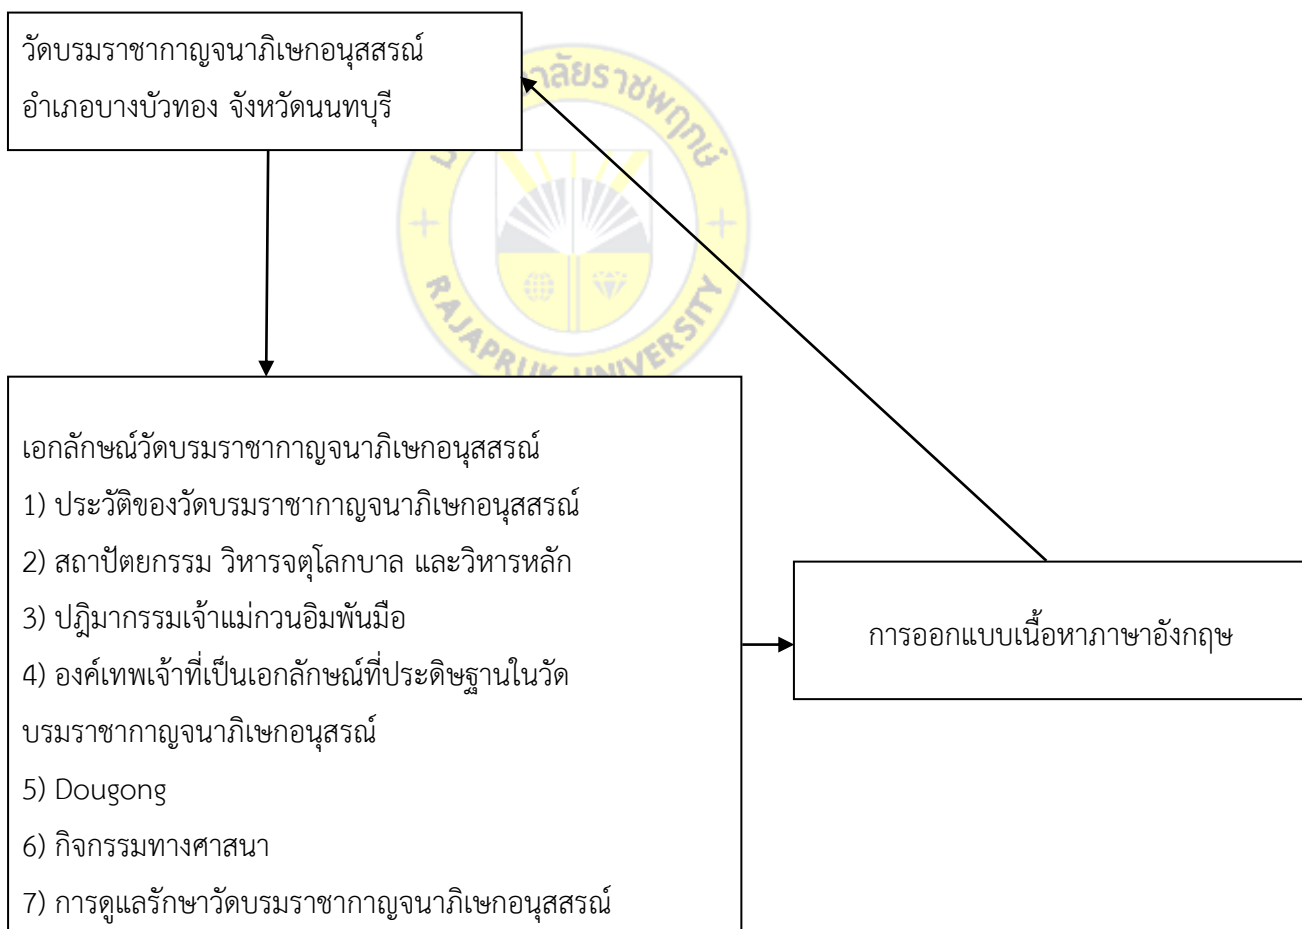 วัดบรมราชากาญจนาภิเษกอนุสสรณ์
อำเภอบางบัวทอง จังหวัดนนทบุรี
ราชพฤกษ์
RAJAPRUK UNIVERSITY
เอกลักษณ์วัดบรมราชากาญจนาภิเษกอนุสสรณ์
1) ประวัติของวัดบรมราชากาญจนาภิเษกอนุสสรณ์
2) สถาปัตยกรรม วิหารจตุโลกบาล และวิหารหลัก
3) ปฎิมากรรมเจ้าแม่กวนอิมพันมือ
4) องค์เทพเจ้าที่เป็นเอกลักษณ์ที่ประดิษฐานในวัด
บรมราชากาญจนาภิเษกอนุสรณ์
5) Dougong
6) กิจกรรมทางศาสนา
7) การดูแลรักษาวัดบรมราชากาญจนาภิเษกอนุสสรณ์
การออกแบบเนื้อหาภาษาอังกฤษ